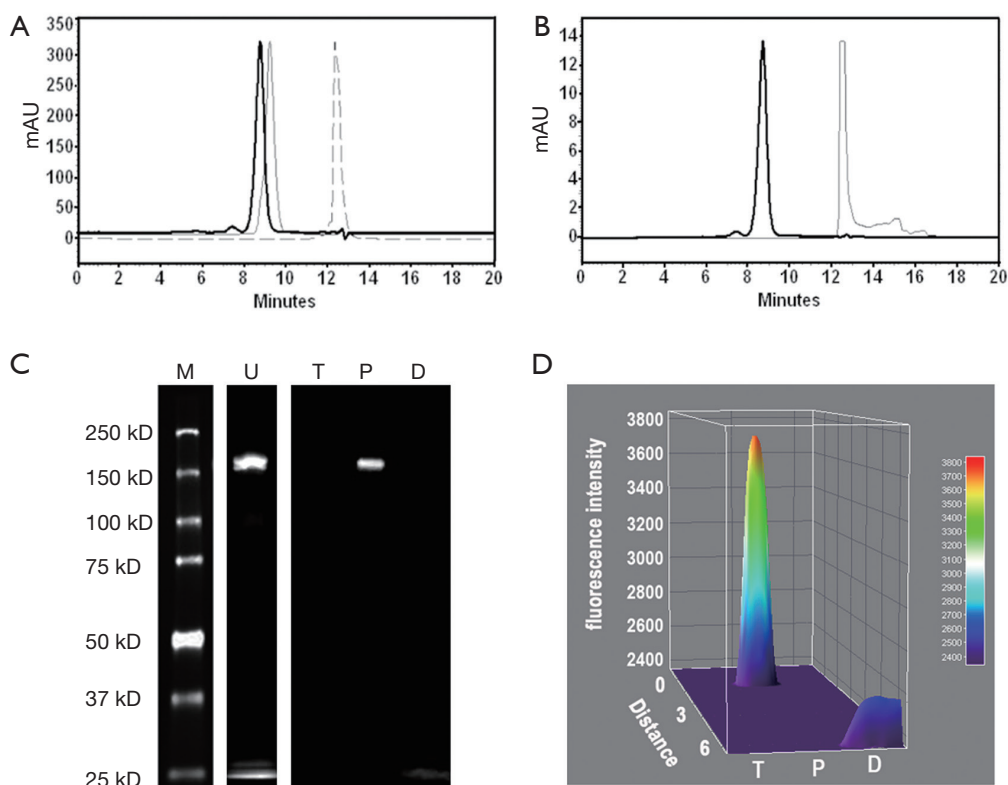 A
350
300
250
200
150
100
50
0
mAU
0 2 4 6 8 10 12 14 16 18 20
Minutes
B
14
12
10
8
6
4
2
0
mAU
0 2 4 6 8 10 12 14 16 18 20
Minutes
C
M U T P D
250 kD
150 kD
100 kD
75 kD
50 kD
37 kD
25 kD
D
3800
3600
3400
3200
3000
2800
2600
2400
fluorescence intensity
0
3
6
Distance
T P D
3800
3700
3600
3500
3400
3300
3200
3100
3000
2900
2800
2700
2600
2500
2400